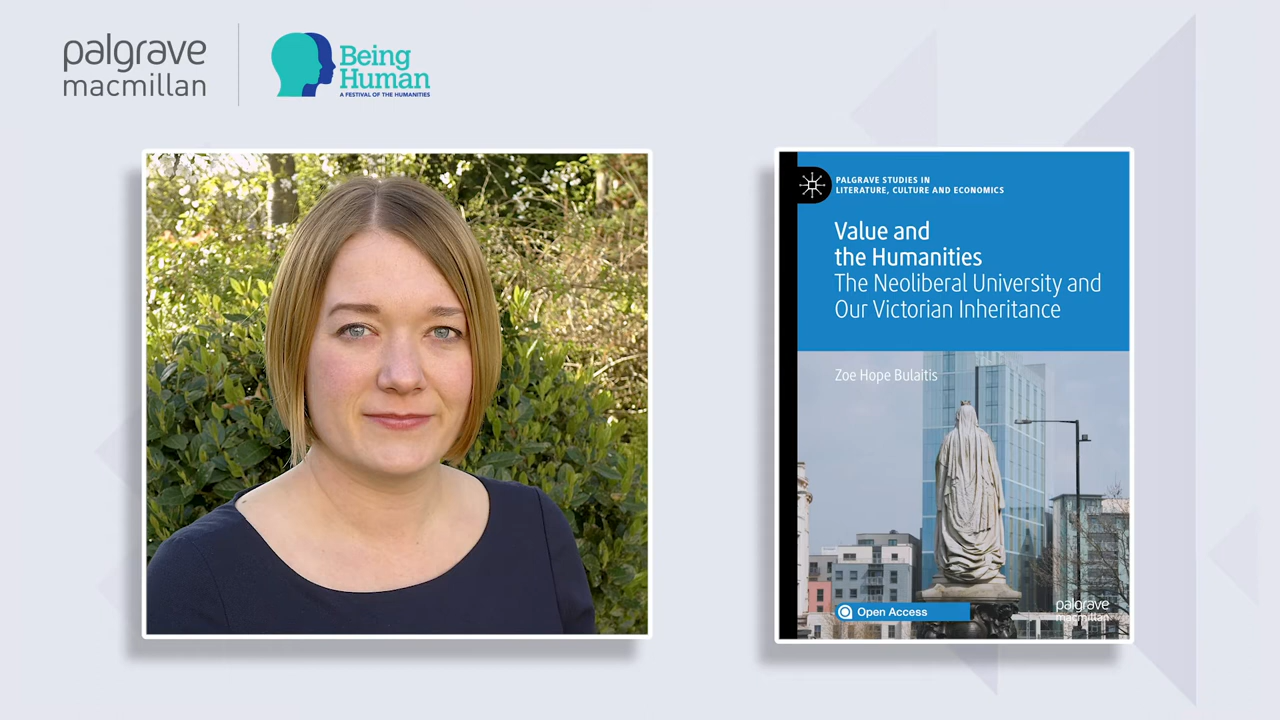 palgrave
macmillan
Being
Human
A FESTIVAL OF THE HUMANITIES
PALGRAVE STUDIES IN
LITERATURE, CULTURE AND ECONOMICS
Value and
the Humanities
The Neoliberal University and
Our Victorian Inheritance
Zoe Hope Bulaitis
Open Access
palgrave
macmillan